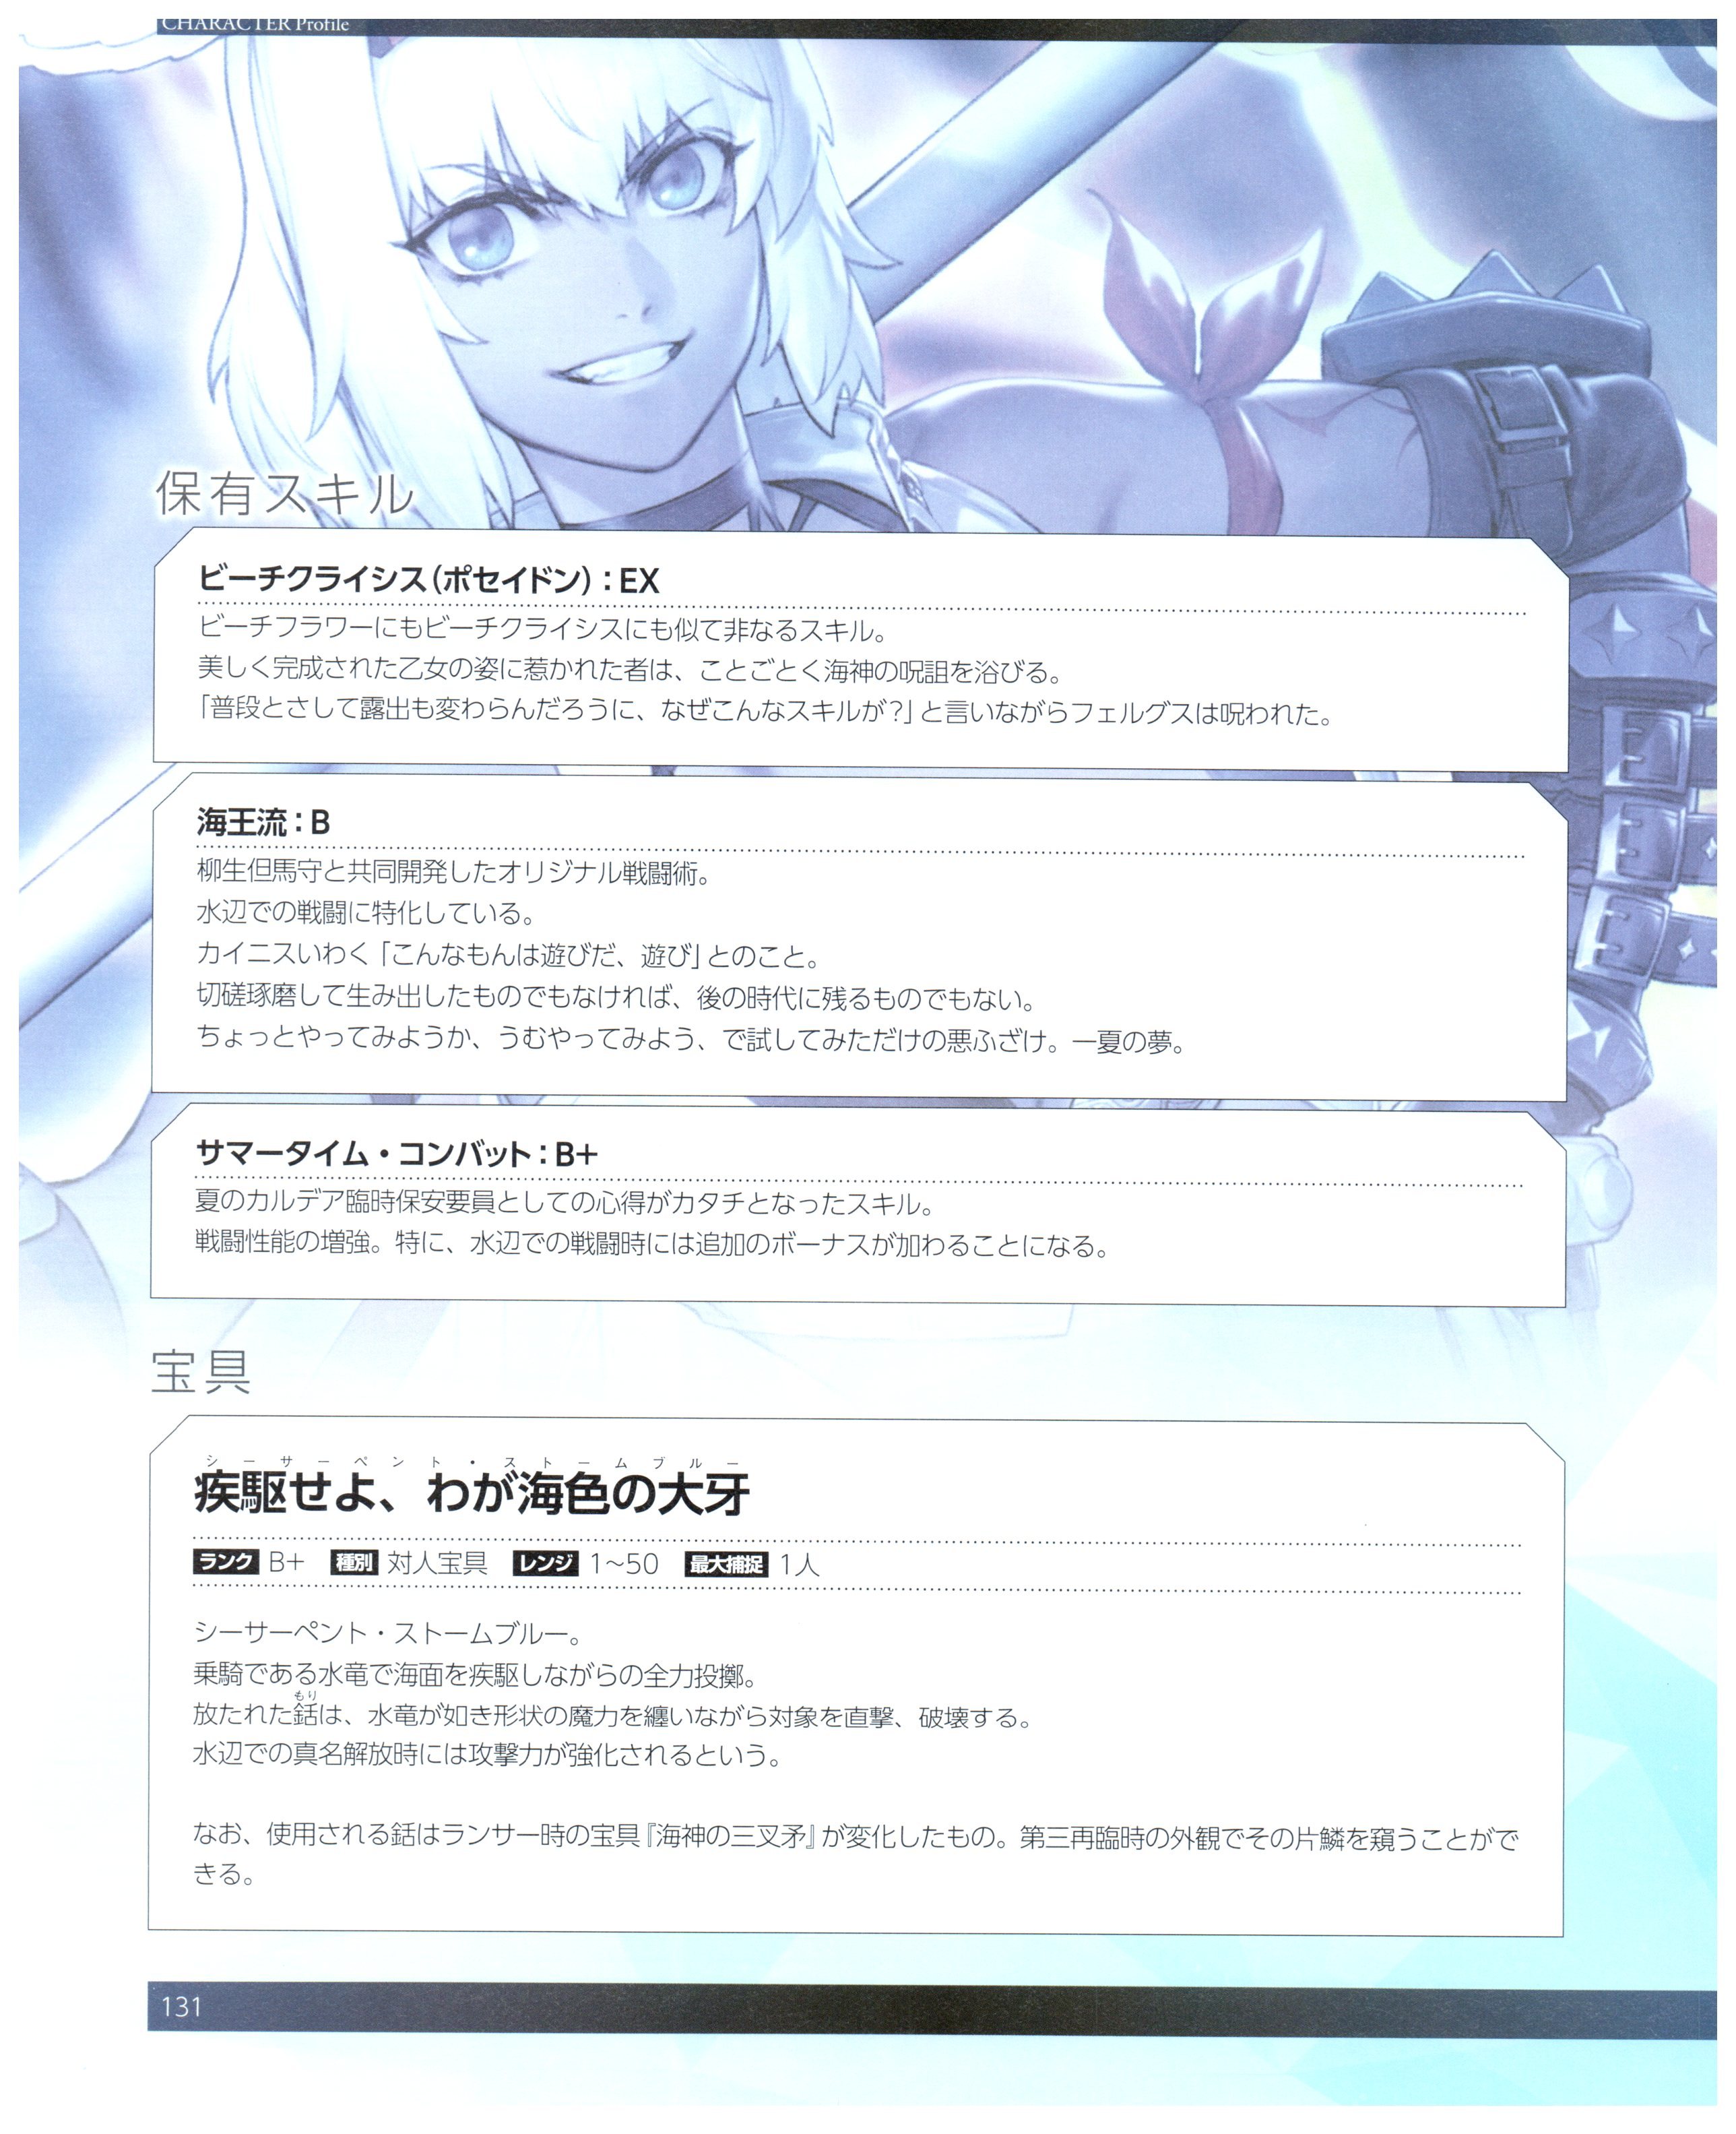 CHARACTER Profile
保有スキル
ビーチクライシス(ポセイドン):EX
ビーチフラワーにもビーチクライシスにも似て非なるスキル。
美しく完成された乙女の姿に惹かれた者は、ことごとく海神の呪詛を浴びる。
「普段とさして露出も変わらんだろうに、なぜこんなスキルが?」と言いながらフェルグスは呪われた。
海王流:B
柳生但馬守と共同開発したオリジナル戦闘術。
水辺での戦闘に特化している。
カイニスいわく「こんなもんは遊びだ、遊び」とのこと。
切磋琢磨して生み出したものでもなければ、後の時代に残るものでもない。
ちょっとやってみようか、うむやってみよう、で試してみただけの悪ふざけ。一夏の夢。
サマータイム・コンバット:B+
夏のカルデア臨時保安要員としての心得がカタチとなったスキル。
戦闘性能の増強。特に、水辺での戦闘時には追加のボーナスが加わることになる。
宝具
シーサーペント・ストームブルー
疾駆せよ、わが海色の大牙
ランク B+ 種別 対人宝具 レンジ 1~50 最大捕捉 1人
シーサーペント・ストームブルー。
乗騎である水竜で海面を疾駆しながらの全力投擲。
もり
放たれた銛は、水竜が如き形状の魔力を纏いながら対象を直撃、破壊する。
水辺での真名解放時には攻撃力が強化されるという。
なお、使用される銛はランサー時の宝具『海神の三叉矛』が変化したもの。第三再臨時の外観でその片鱗を窺うことがで
きる。
131